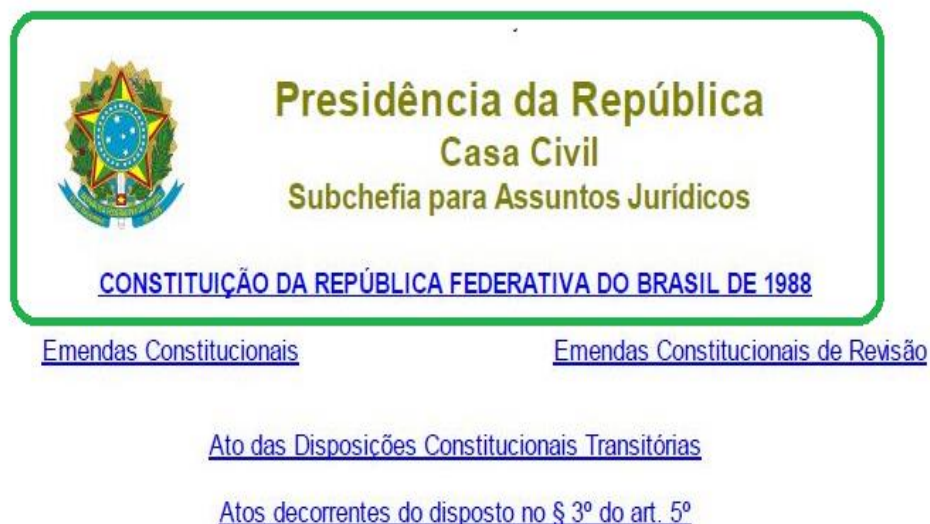 Presidência da República
Casa Civil
Subchefia para Assuntos Jurídicos
CONSTITUIÇÃO DA REPÚBLICA FEDERATIVA DO BRASIL DE 1988
Emendas Constitucionais Emendas Constitucionais de Revisão
Ato das Disposições Constitucionais Transitórias
Atos decorrentes do disposto no § 3º do art. 5º